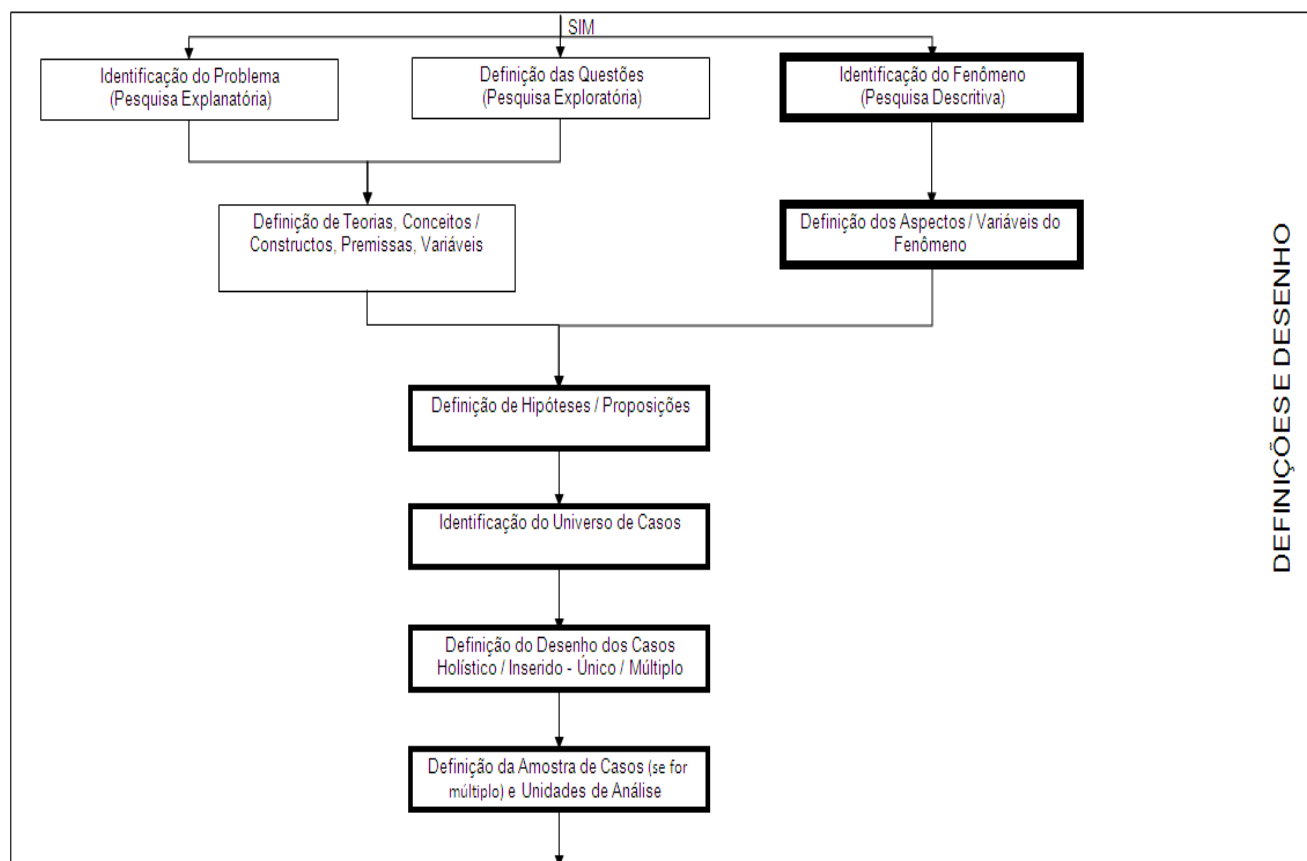 SIM
Identificação do Problema
(Pesquisa Explanatória)
Definição das Questões
(Pesquisa Exploratória)
Identificação do Fenômeno
(Pesquisa Descritiva)
Definição de Teorias, Conceitos /
Constructos, Premissas, Variáveis
Definição dos Aspectos / Variáveis do
Fenômeno
DEFINIÇÕES E DESENHO
Definição de Hipóteses / Proposições
Identificação do Universo de Casos
Definição do Desenho dos Casos
Holístico / Inserido - Único / Múltiplo
Definição da Amostra de Casos (se for
múltiplo) e Unidades de Análise